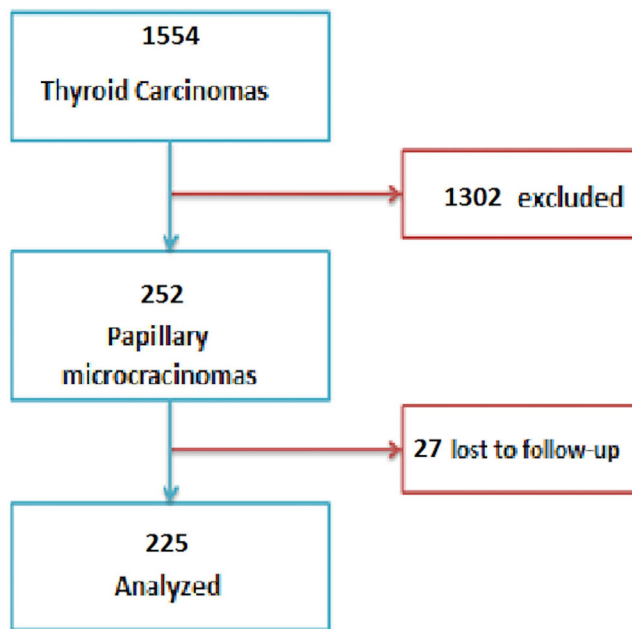 1554
Thyroid Carcinomas
1302 excluded
252
Papillary
microcracinomas
27 lost to follow-up
225
Analyzed